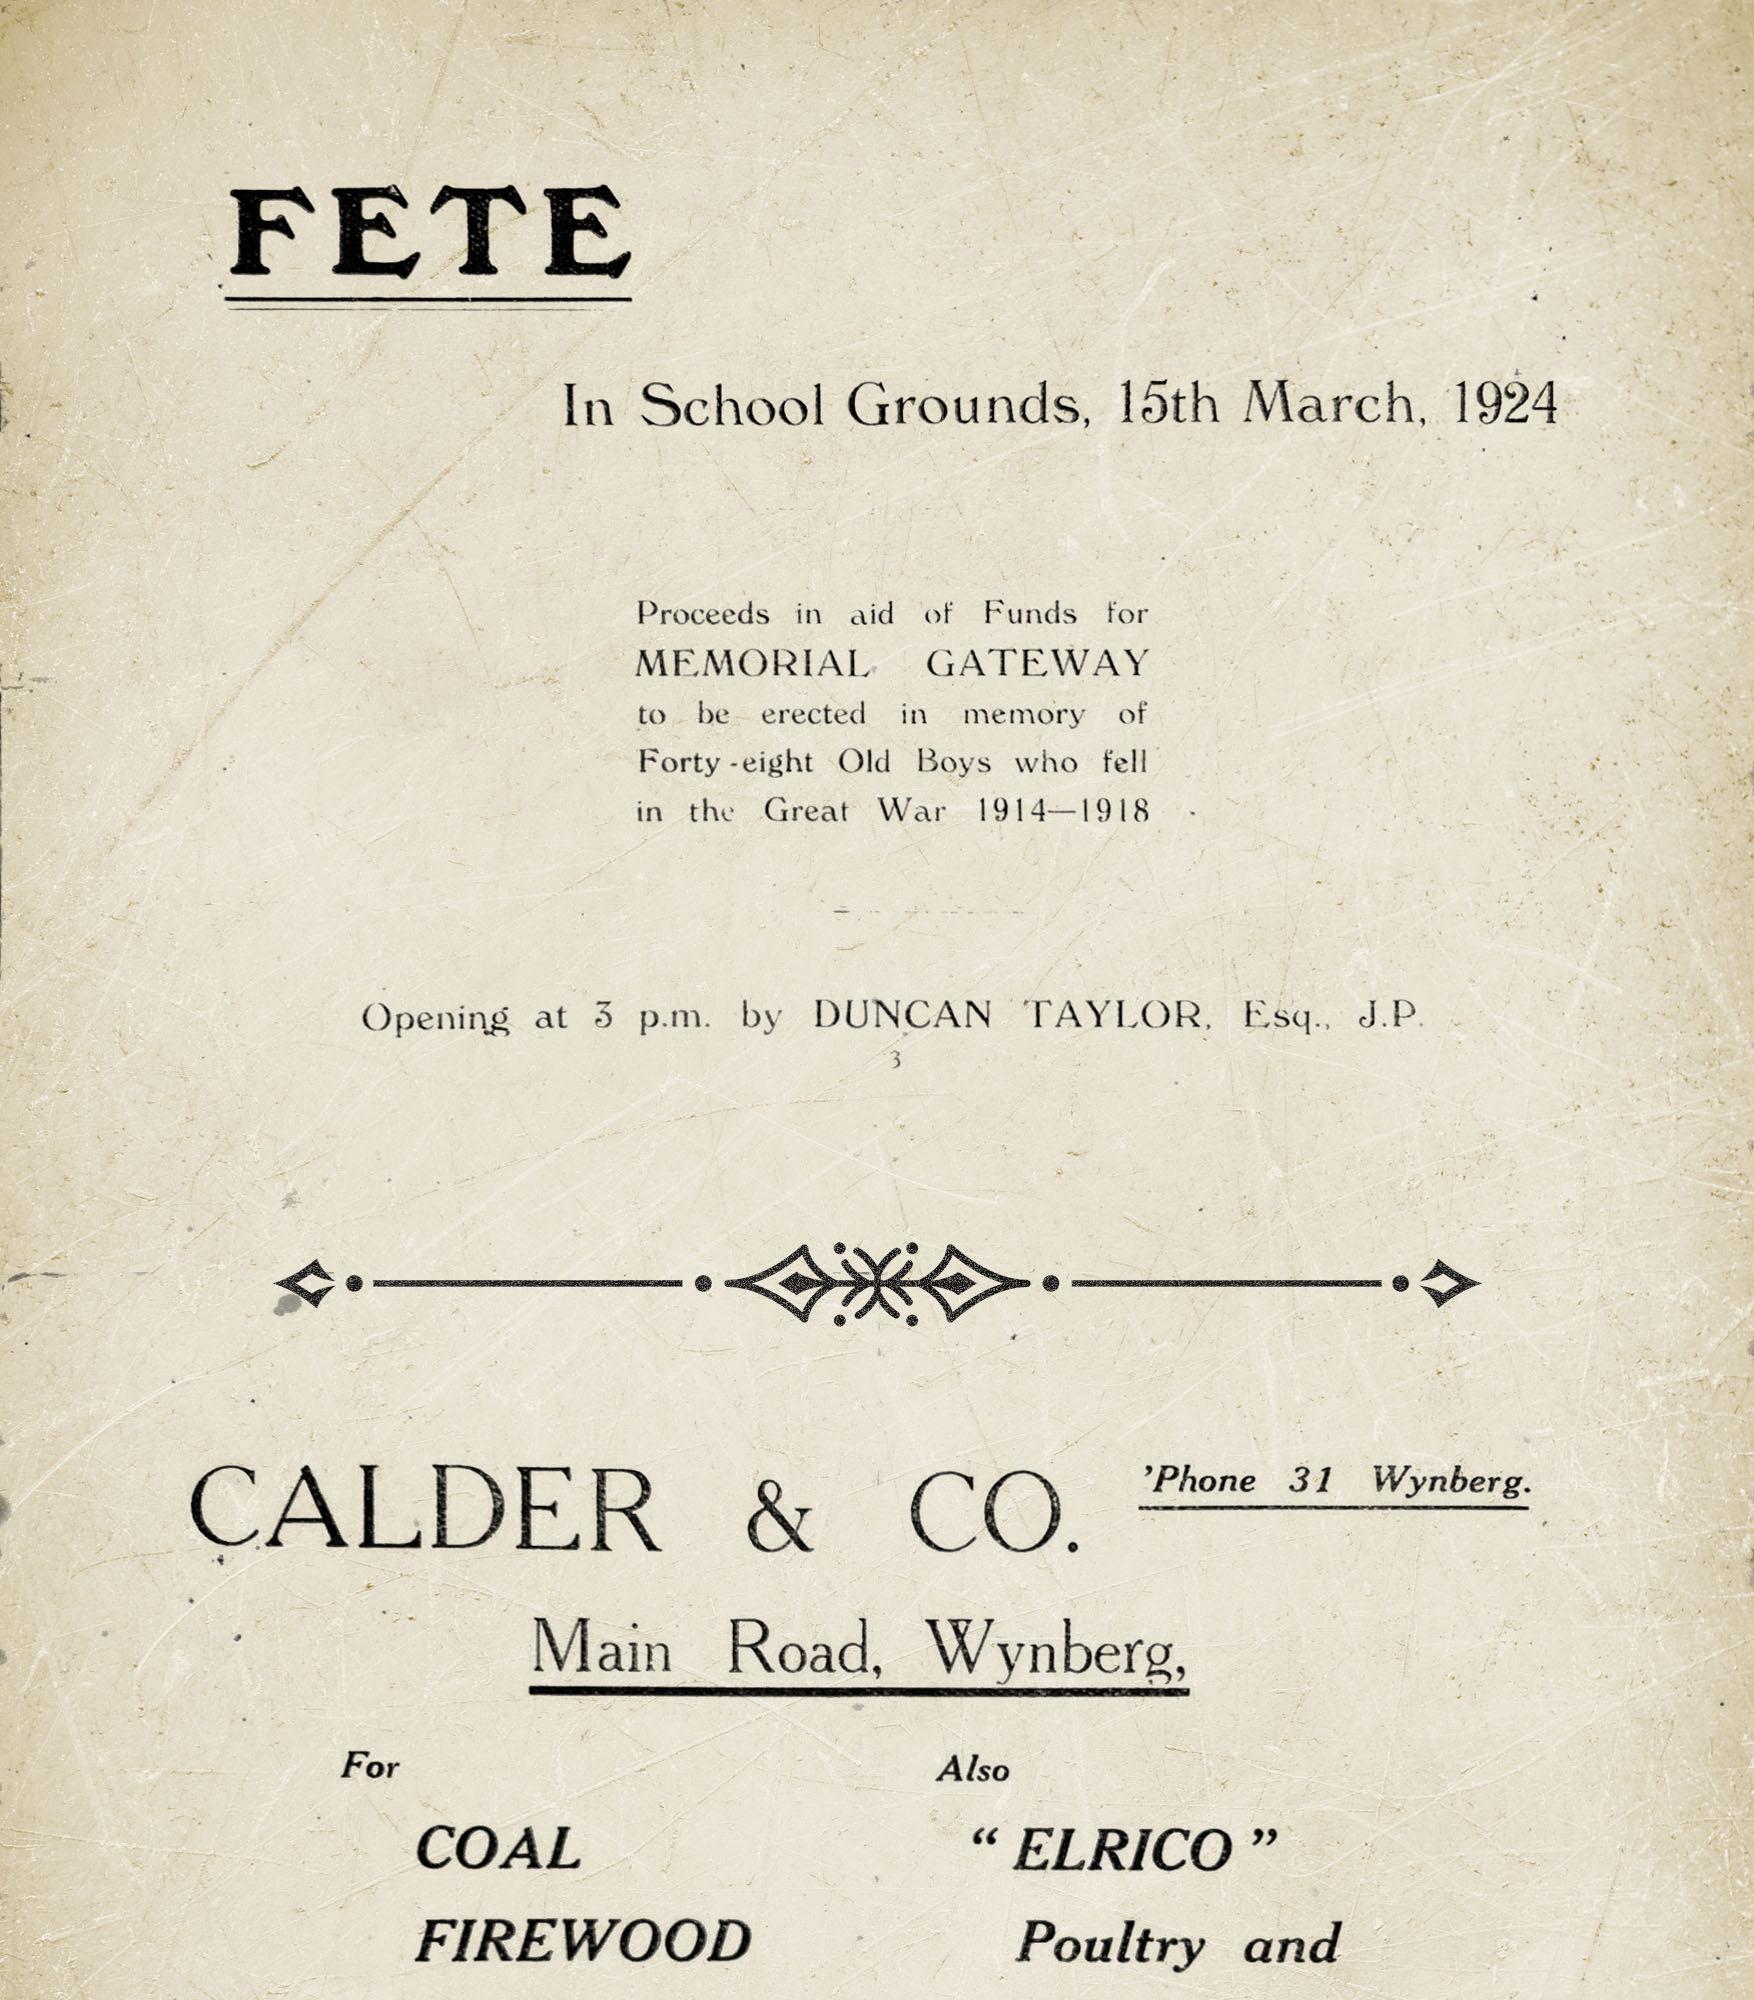 FETE
In School Grounds, 15th March, 1924
Proceeds in aid of Funds for
MEMORIAL GATEWAY
to be erected in memory of
Forty-eight Old Boys who fell
in the Great War 1914—1918
Opening at 3 p.m. by DUNCAN TAYLOR, Esq., J.P.
3
CALDER & CO. 'Phone 31 Wynberg.
Main Road, Wynberg,
For Also
COAL "ELRICO"
FIREWOOD Poultry and